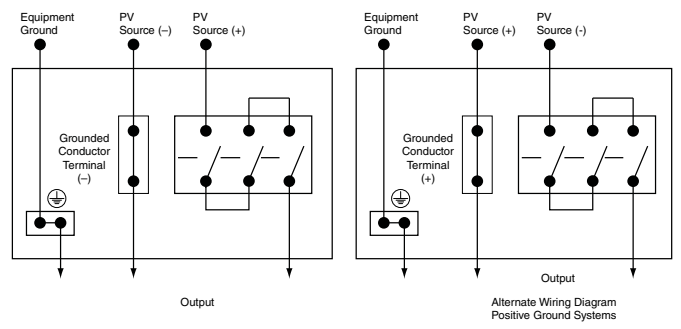 Equipment
Ground
PV
Source (–)
PV
Source (+)
Grounded
Conductor
Terminal
(–)
Output
Equipment
Ground
PV
Source (+)
PV
Source (-)
Grounded
Conductor
Terminal
(+)
Output
Alternate Wiring Diagram
Positive Ground Systems